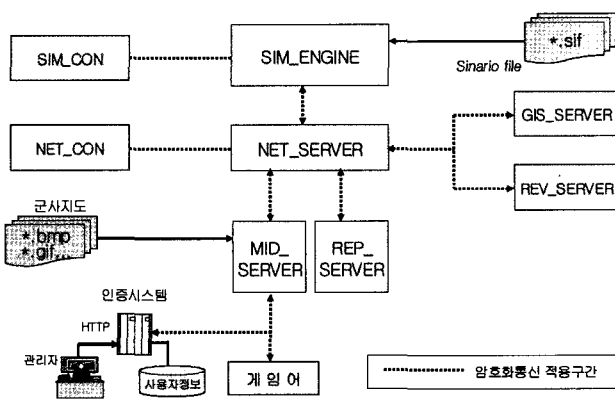 SIM_CON
SIM_ENGINE
*.sif
Sinario file
GIS_SERVER
NET_CON
NET_SERVER
REV_SERVER
군사지도
*.bmp
*.gif...
MID_
SERVER
REP_
SERVER
인증시스템
HTTP
관리자
사용자정보
게 임 어
암호화통신 적용구간